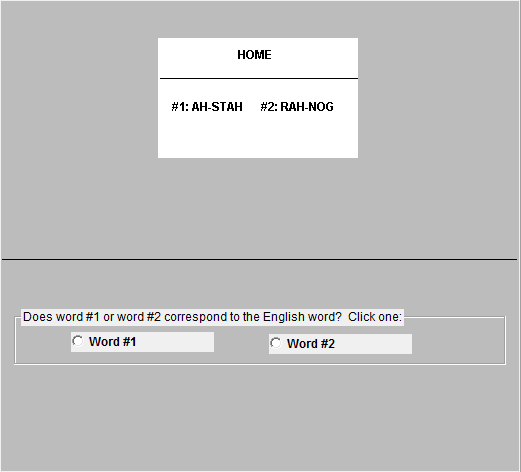 HOME
#1: AH-STAH #2: RAH-NOG
Does word #1 or word #2 correspond to the English word? Click one:
Word #1 Word #2